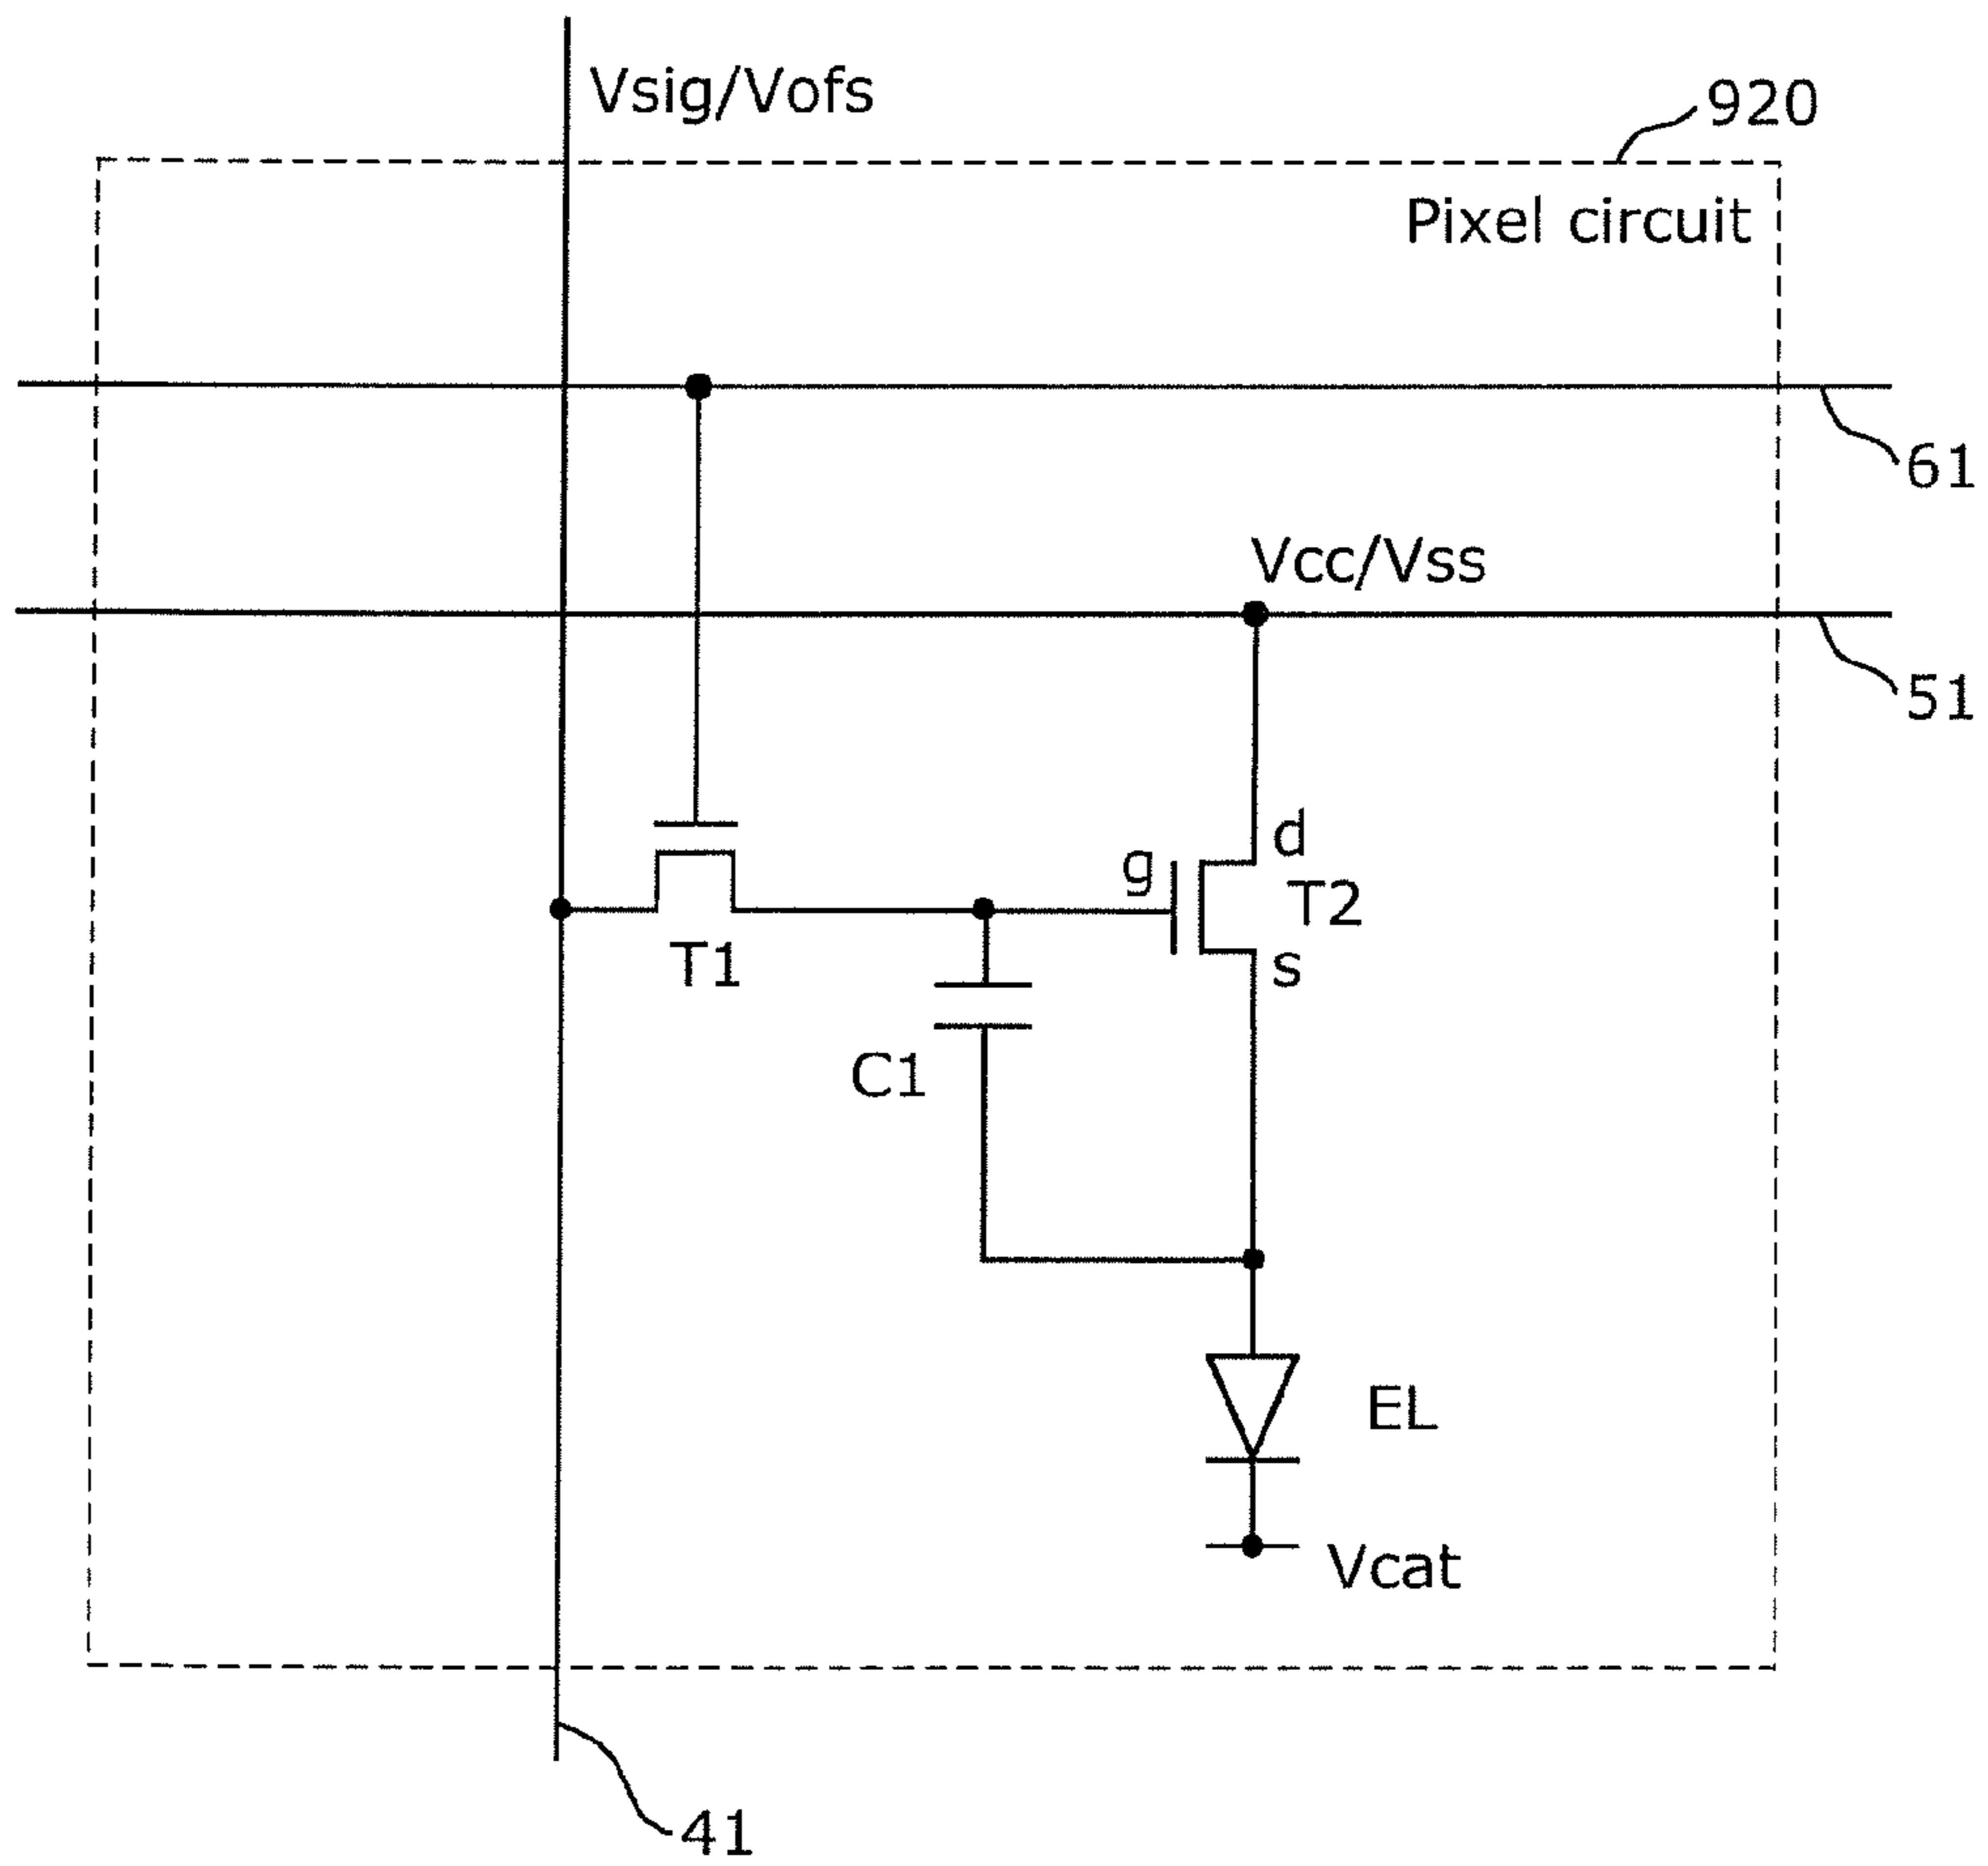 Vsig/Vofs
920
Pixel circuit
61
Vcc/Vss
51
d
g
T2
T1
s
C1
EL
Vcat
41